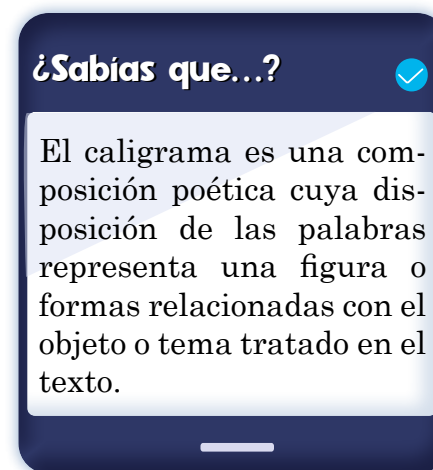 ¿Sabías que...?
El caligrama es una com-
posición poética cuya dis-
posición de las palabras
representa una figura o
formas relacionadas con el
objeto o tema tratado en el
texto.